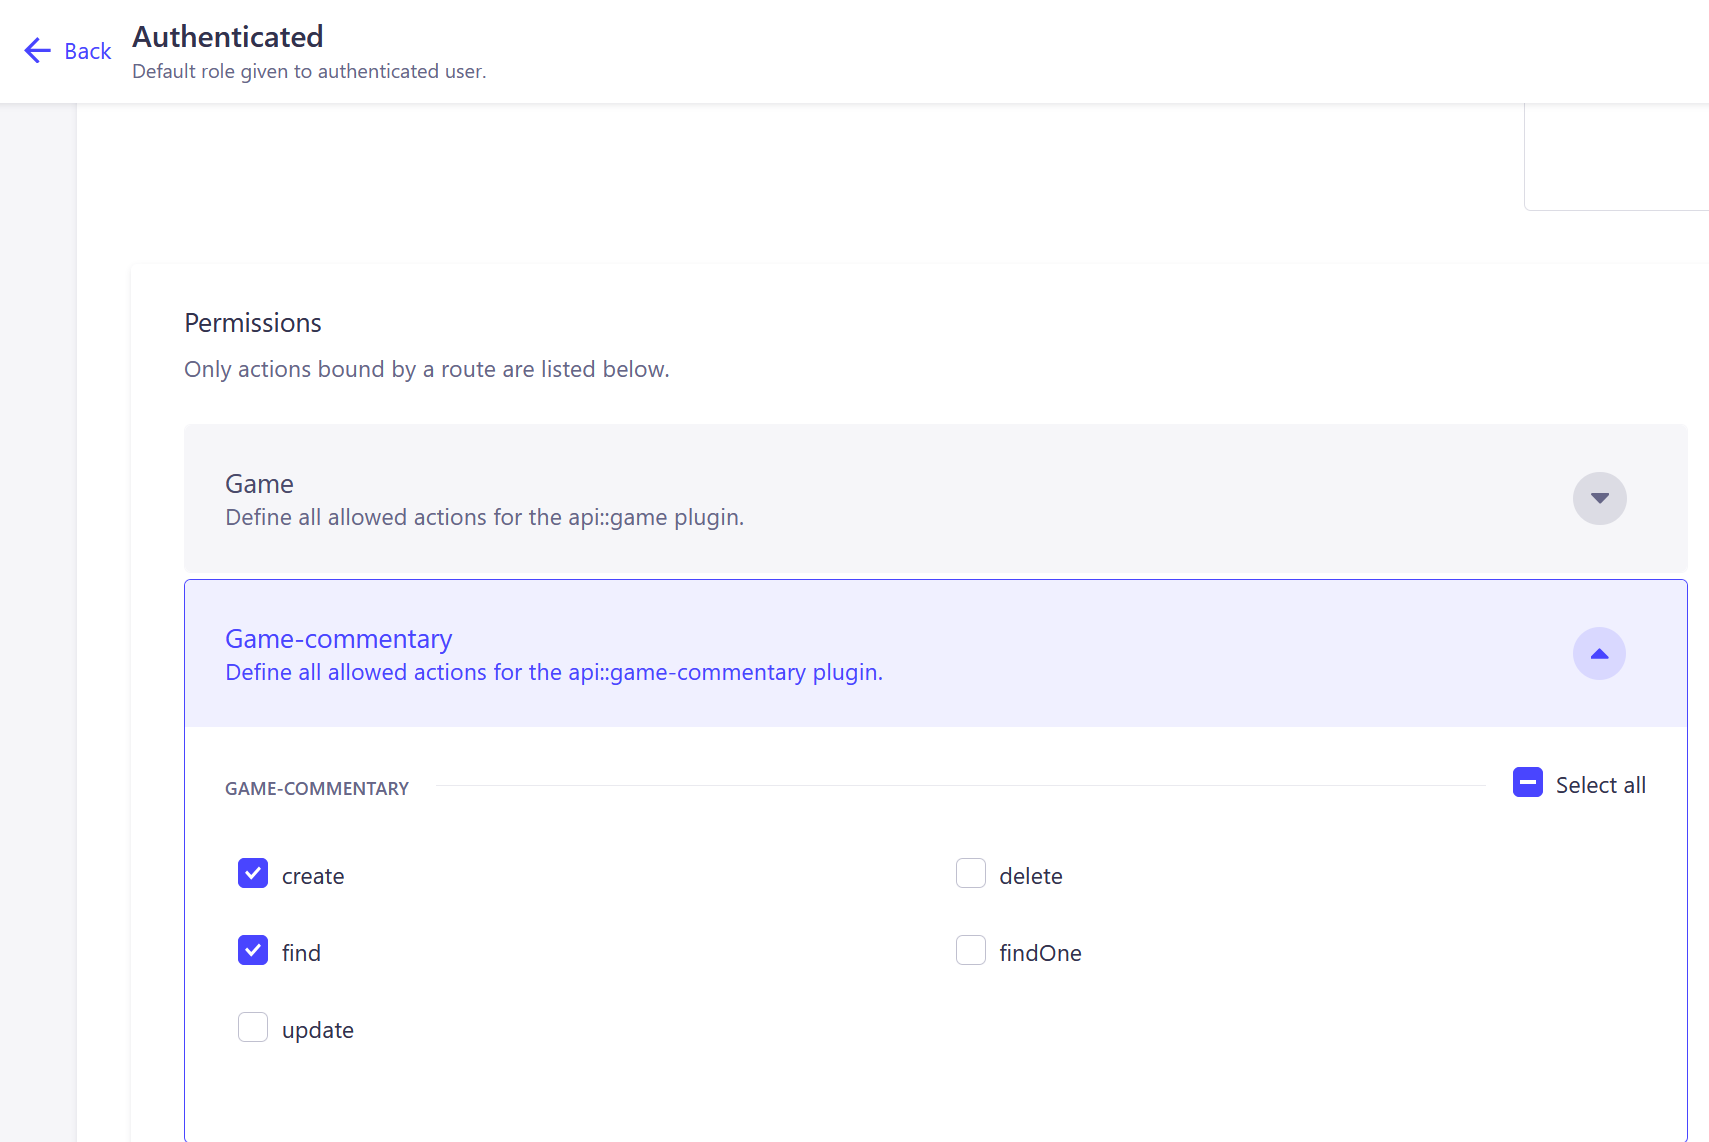 Back
Authenticated
Default role given to authenticated user.
Permissions
Only actions bound by a route are listed below.
Game
Define all allowed actions for the api::game plugin.
Game-commentary
Define all allowed actions for the api::game-commentary plugin.
GAME-COMMENTARY
Select all
create
delete
find
findOne
update